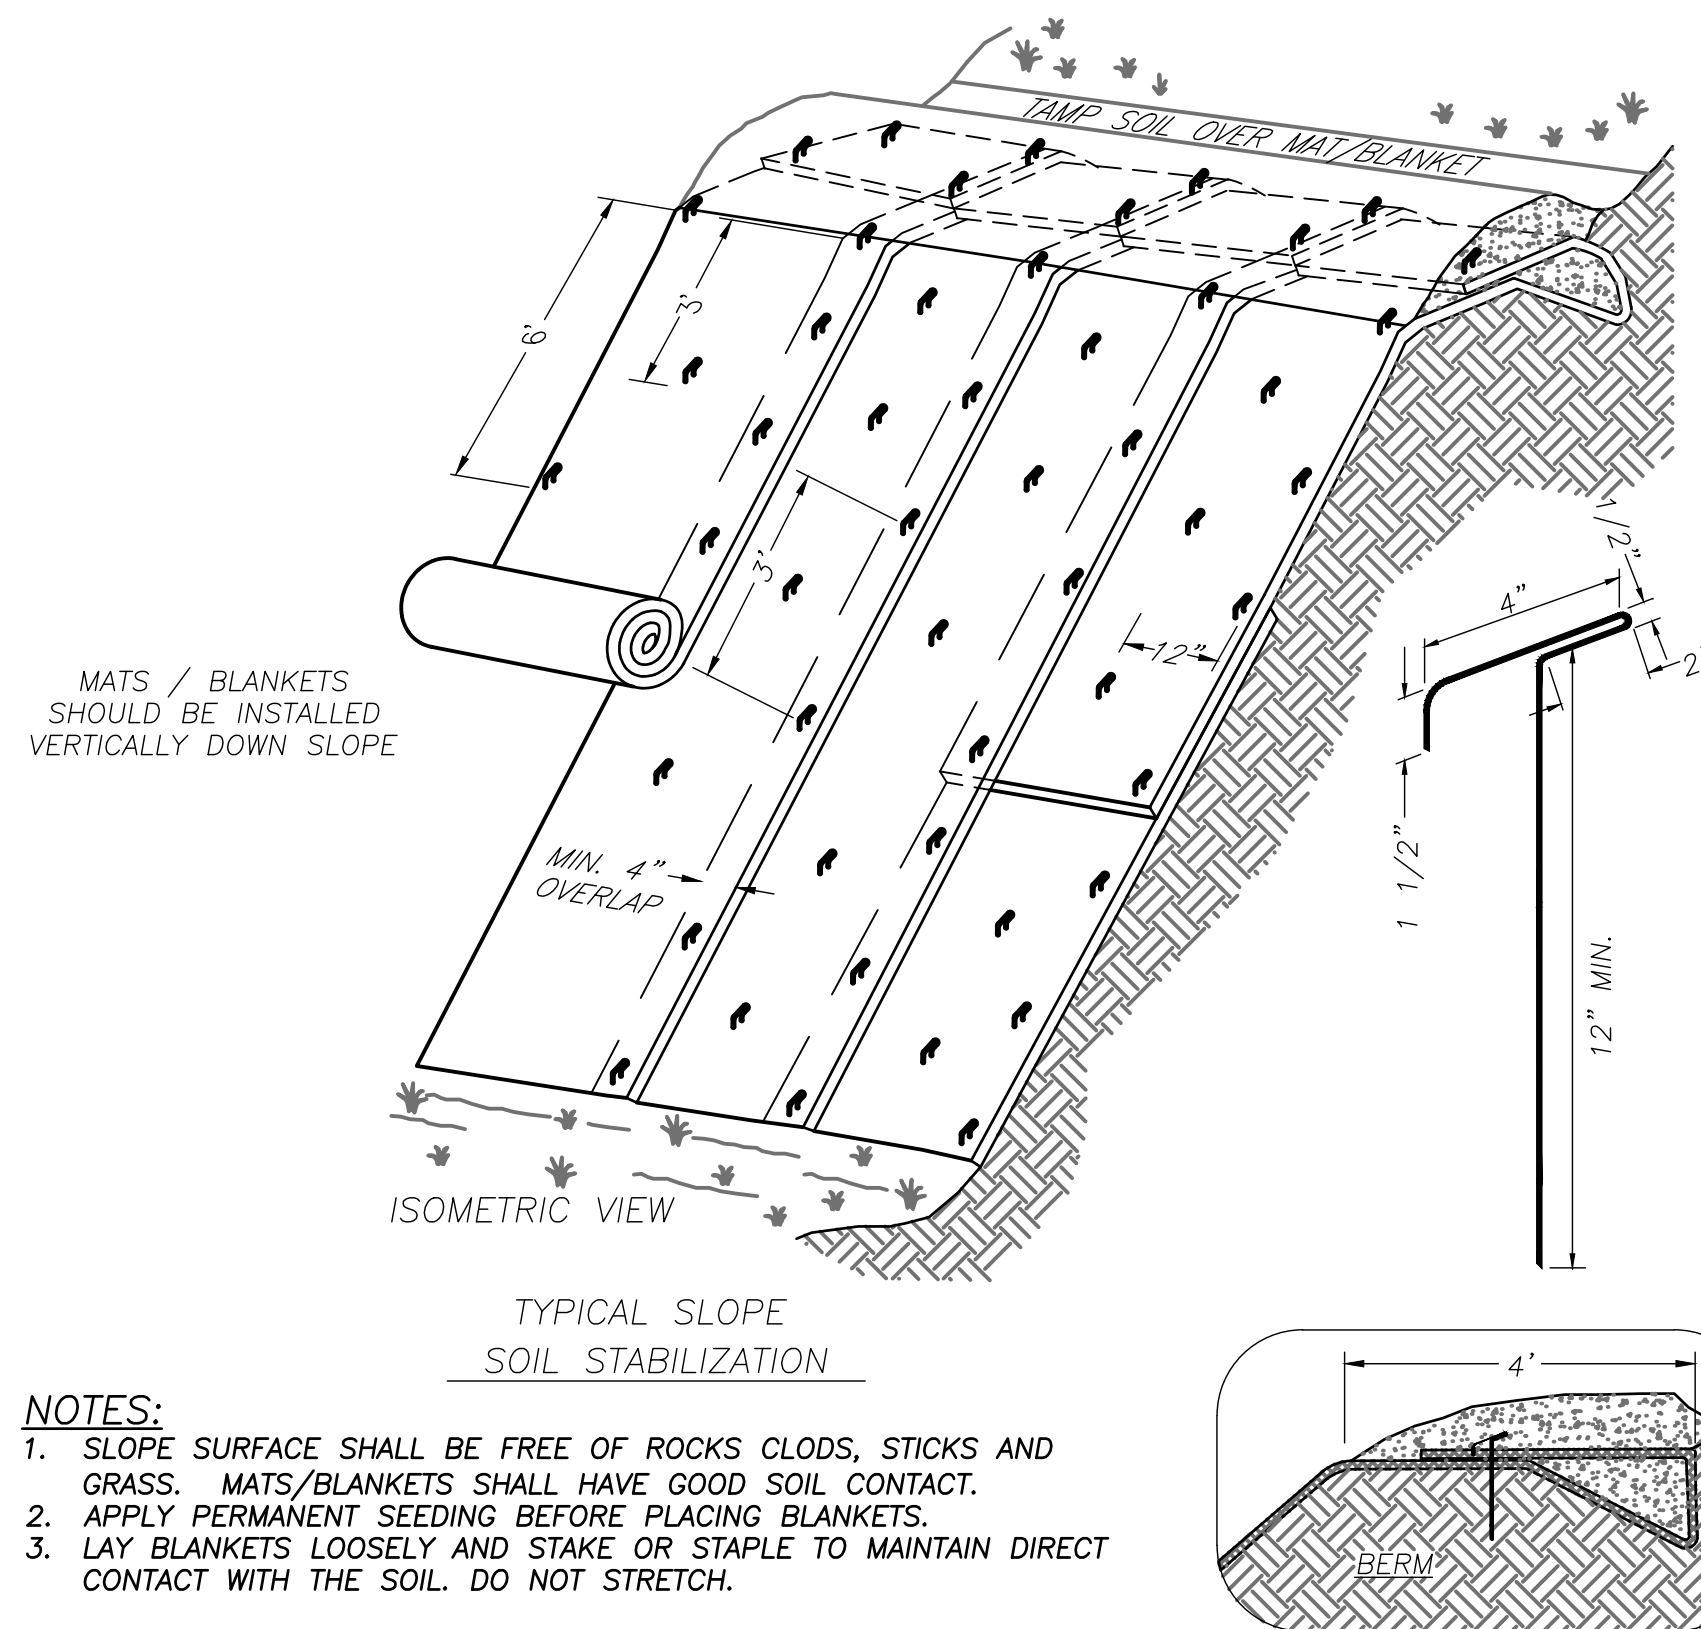 TAMP SOIL OVER MAT/BLANKET
6'
3'
3'
12"
MATS / BLANKETS
SHOULD BE INSTALLED
VERTICALLY DOWN SLOPE
MIN. 4"
OVERLAP
1/2"
4"
1 1/2"
12" MIN.
ISOMETRIC VIEW
TYPICAL SLOPE
SOIL STABILIZATION
4'
BERM
NOTES:
1. SLOPE SURFACE SHALL BE FREE OF ROCKS CLODS, STICKS AND
GRASS. MATS/BLANKETS SHALL HAVE GOOD SOIL CONTACT.
2. APPLY PERMANENT SEEDING BEFORE PLACING BLANKETS.
3. LAY BLANKETS LOOSELY AND STAKE OR STAPLE TO MAINTAIN DIRECT
CONTACT WITH THE SOIL. DO NOT STRETCH.